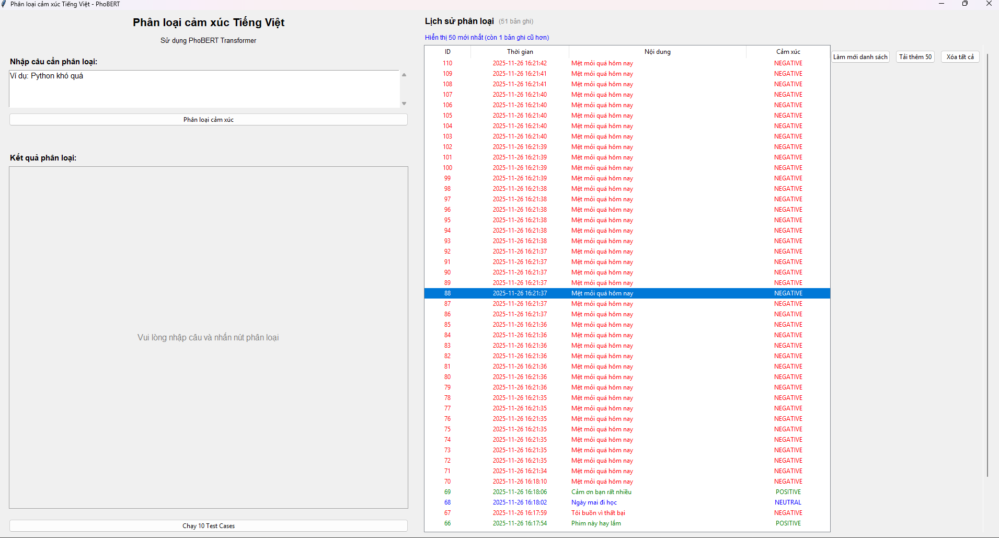 Phân loại cảm xúc Tiếng Việt - PhoBERT
Phân loại cảm xúc Tiếng Việt
Sử dụng PhoBERT Transformer
Nhập câu cần phân loại:
Ví dụ: Python khó quá
Phân loại cảm xúc
Kết quả phân loại:
Vui lòng nhập câu và nhấn nút phân loại
Chạy 10 Test Cases
Lịch sử phân loại (51 bản ghi)
Hiển thị 50 mới nhất (còn 1 bản ghi cũ hơn)
ID Thời gian Nội dung Cảm xúc
110 2025-11-26 16:21:42 Mệt mỏi quá hôm nay NEGATIVE
109 2025-11-26 16:21:41 Mệt mỏi quá hôm nay NEGATIVE
108 2025-11-26 16:21:41 Mệt mỏi quá hôm nay NEGATIVE
107 2025-11-26 16:21:40 Mệt mỏi quá hôm nay NEGATIVE
106 2025-11-26 16:21:40 Mệt mỏi quá hôm nay NEGATIVE
105 2025-11-26 16:21:40 Mệt mỏi quá hôm nay NEGATIVE
104 2025-11-26 16:21:40 Mệt mỏi quá hôm nay NEGATIVE
103 2025-11-26 16:21:40 Mệt mỏi quá hôm nay NEGATIVE
102 2025-11-26 16:21:39 Mệt mỏi quá hôm nay NEGATIVE
101 2025-11-26 16:21:39 Mệt mỏi quá hôm nay NEGATIVE
100 2025-11-26 16:21:39 Mệt mỏi quá hôm nay NEGATIVE
99 2025-11-26 16:21:39 Mệt mỏi quá hôm nay NEGATIVE
98 2025-11-26 16:21:38 Mệt mỏi quá hôm nay NEGATIVE
97 2025-11-26 16:21:38 Mệt mỏi quá hôm nay NEGATIVE
96 2025-11-26 16:21:38 Mệt mỏi quá hôm nay NEGATIVE
95 2025-11-26 16:21:38 Mệt mỏi quá hôm nay NEGATIVE
94 2025-11-26 16:21:38 Mệt mỏi quá hôm nay NEGATIVE
93 2025-11-26 16:21:38 Mệt mỏi quá hôm nay NEGATIVE
92 2025-11-26 16:21:37 Mệt mỏi quá hôm nay NEGATIVE
91 2025-11-26 16:21:37 Mệt mỏi quá hôm nay NEGATIVE
90 2025-11-26 16:21:37 Mệt mỏi quá hôm nay NEGATIVE
89 2025-11-26 16:21:37 Mệt mỏi quá hôm nay NEGATIVE
88 2025-11-26 16:21:37 Mệt mỏi quá hôm nay NEGATIVE
87 2025-11-26 16:21:37 Mệt mỏi quá hôm nay NEGATIVE
86 2025-11-26 16:21:37 Mệt mỏi quá hôm nay NEGATIVE
85 2025-11-26 16:21:36 Mệt mỏi quá hôm nay NEGATIVE
84 2025-11-26 16:21:36 Mệt mỏi quá hôm nay NEGATIVE
83 2025-11-26 16:21:36 Mệt mỏi quá hôm nay NEGATIVE
82 2025-11-26 16:21:36 Mệt mỏi quá hôm nay NEGATIVE
81 2025-11-26 16:21:36 Mệt mỏi quá hôm nay NEGATIVE
80 2025-11-26 16:21:36 Mệt mỏi quá hôm nay NEGATIVE
79 2025-11-26 16:21:36 Mệt mỏi quá hôm nay NEGATIVE
78 2025-11-26 16:21:35 Mệt mỏi quá hôm nay NEGATIVE
77 2025-11-26 16:21:35 Mệt mỏi quá hôm nay NEGATIVE
76 2025-11-26 16:21:35 Mệt mỏi quá hôm nay NEGATIVE
75 2025-11-26 16:21:35 Mệt mỏi quá hôm nay NEGATIVE
74 2025-11-26 16:21:35 Mệt mỏi quá hôm nay NEGATIVE
73 2025-11-26 16:21:35 Mệt mỏi quá hôm nay NEGATIVE
72 2025-11-26 16:21:35 Mệt mỏi quá hôm nay NEGATIVE
71 2025-11-26 16:21:34 Mệt mỏi quá hôm nay NEGATIVE
70 2025-11-26 16:18:10 Mệt mỏi quá hôm nay NEGATIVE
69 2025-11-26 16:18:06 Cảm ơn bạn rất nhiều POSITIVE
68 2025-11-26 16:18:02 Ngày mai đi học NEUTRAL
67 2025-11-26 16:17:59 Tôi buồn vì thất bại NEGATIVE
66 2025-11-26 16:17:54 Phim này hay lắm POSITIVE
Làm mới danh sách Tải thêm 50 Xóa tất cả